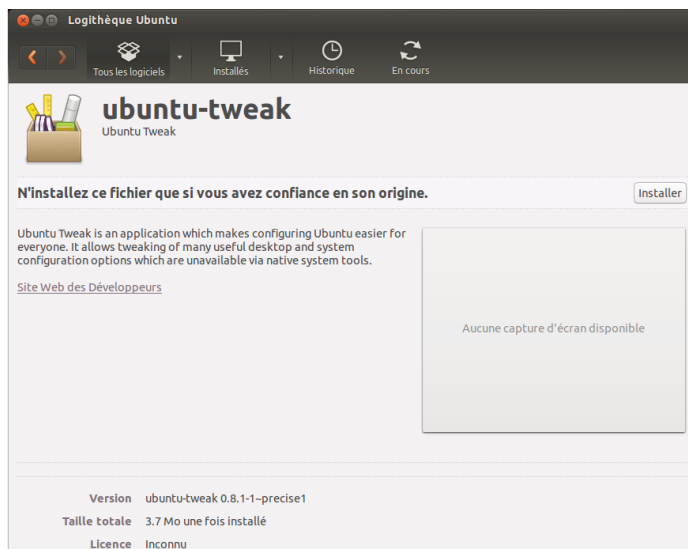 Logithèque Ubuntu
Tous les logiciels
Installés
Historique
En cours
ubuntu-tweak
Ubuntu Tweak
N'installez ce fichier que si vous avez confiance en son origine.
Installer
Ubuntu Tweak is an application which makes configuring Ubuntu easier for
everyone. It allows tweaking of many useful desktop and system
configuration options which are unavailable via native system tools.
Site Web des Développeurs
Aucune capture d'écran disponible
Version ubuntu-tweak 0.8.1-1~precise1
Taille totale 3.7 Mo une fois installé
Licence Inconnu